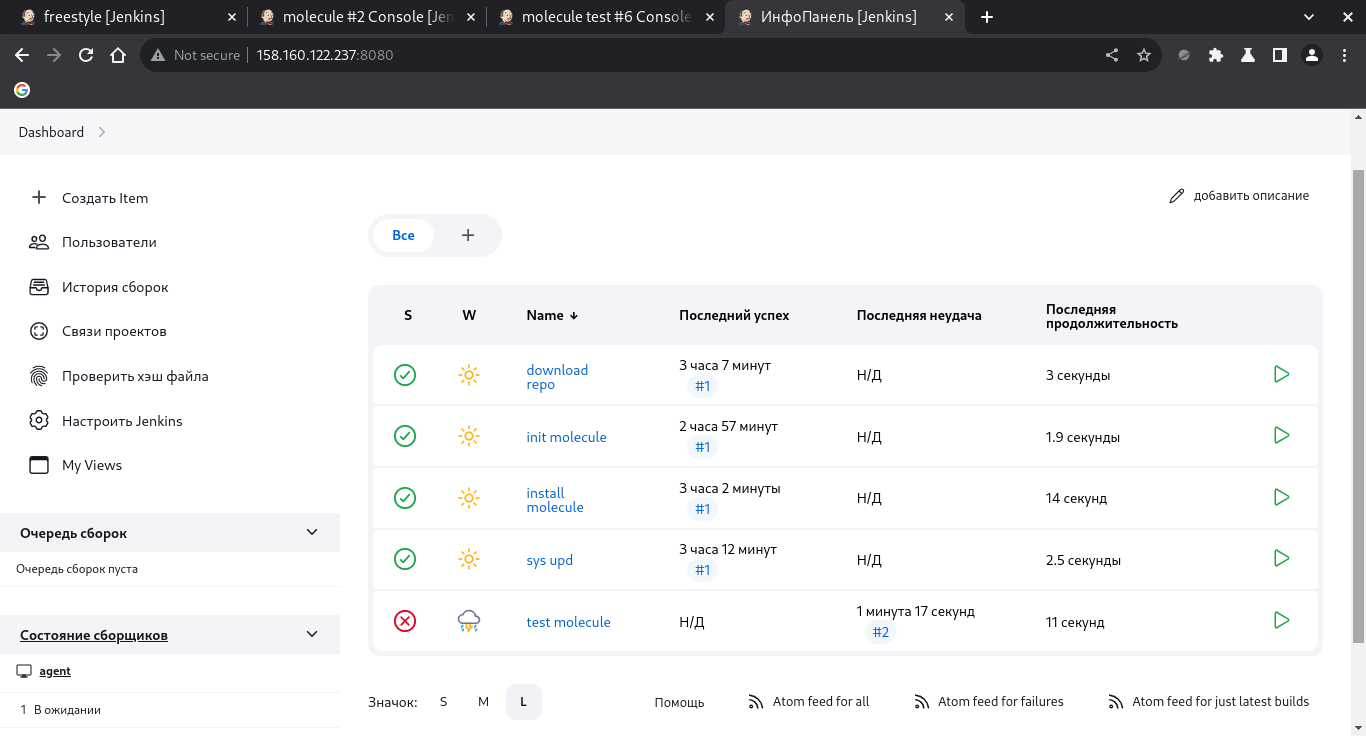 freestyle [Jenkins]
molecule #2 Console [Jen
molecule test #6 Console
ИнфоПанель [Jenkins]
Not secure
158.160.122.237:8080
Dashboard
Создать Item
Пользователи
История сборок
Связи проектов
Проверить хэш файла
Настроить Jenkins
My Views
Очередь сборок
Очередь сборок пуста
Состояние сборщиков
agent
1 В ожидании
добавить описание
Все
S W Name ↓ Последний успех Последняя неудача Последняя
продолжительность
download
repo
3 часа 7 минут
#1
Н/Д
3 секунды
init molecule
2 часа 57 минут
#1
Н/Д
1.9 секунды
install
molecule
3 часа 2 минуты
#1
Н/Д
14 секунд
sys upd
3 часа 12 минут
#1
Н/Д
2.5 секунды
test molecule
Н/Д
1 минута 17 секунд
#2
11 секунд
Значок: S M L
Помощь
Atom feed for all
Atom feed for failures
Atom feed for just latest builds